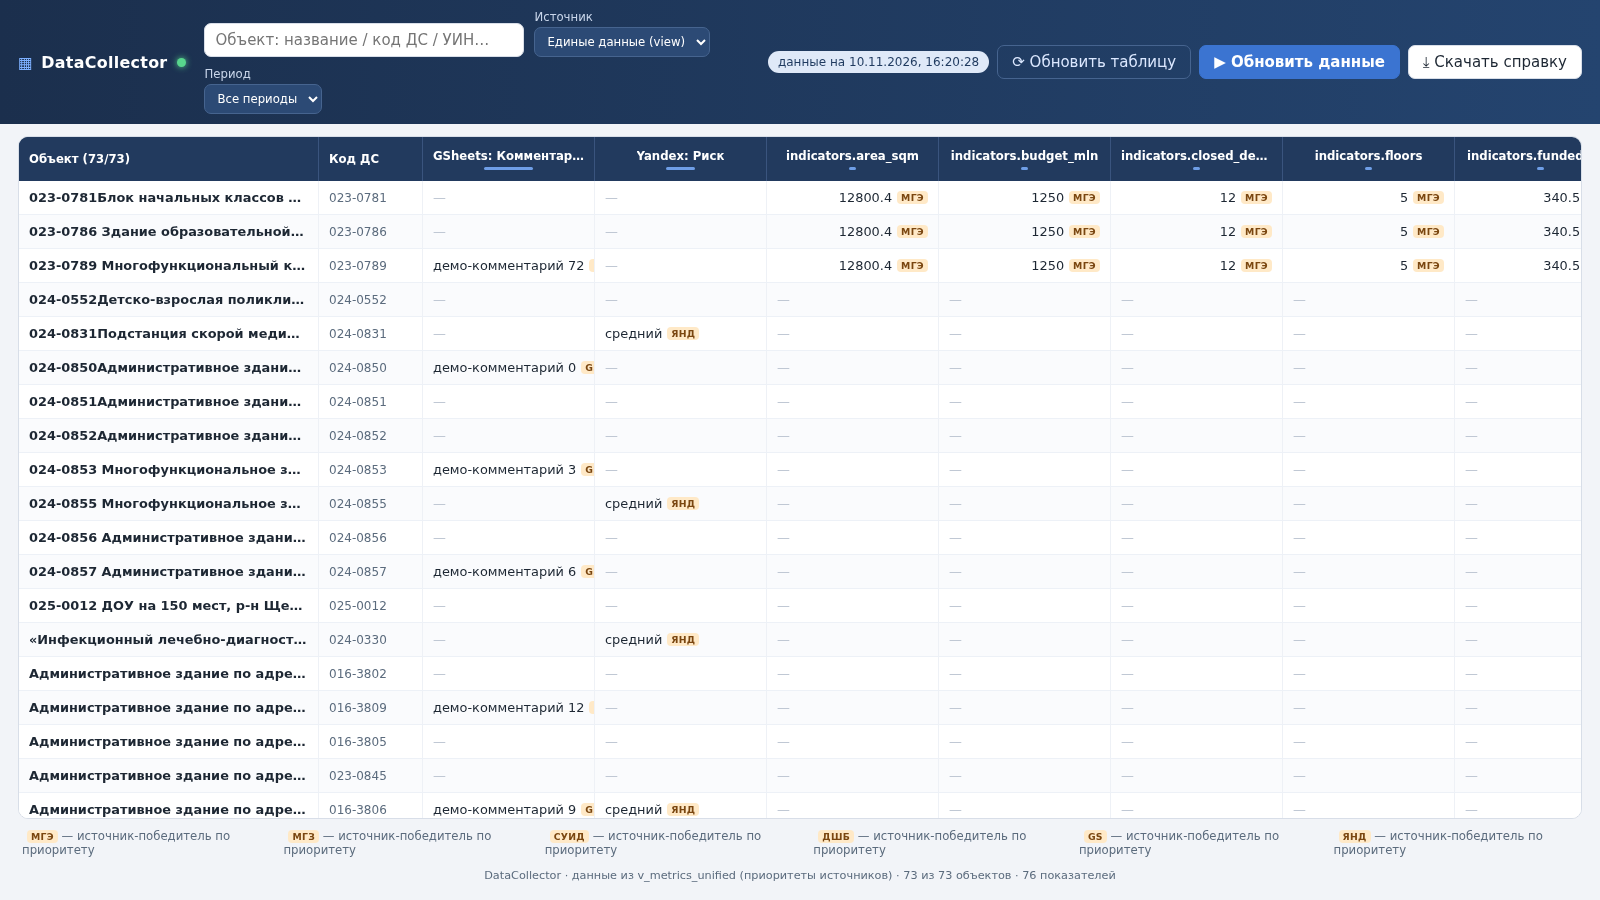 ▦ DataCollector
Объект: название / код ДС / УИН...
Источник
Единые данные (view)
Период
Все периоды
данные на 10.11.2026, 16:20:28
⟳ Обновить таблицу
▶ Обновить данные
⤓ Скачать справку
Объект (73/73) Код ДС GSheets: Комментар... Yandex: Риск indicators.area_sqm indicators.budget_mln indicators.closed_de... indicators.floors indicators.funded
023-0781Блок начальных классов ... 023-0781 — — 12800.4 МГЭ 1250 МГЭ 12 МГЭ 5 МГЭ 340.5
023-0786 Здание образовательной... 023-0786 — — 12800.4 МГЭ 1250 МГЭ 12 МГЭ 5 МГЭ 340.5
023-0789 Многофункциональный к... 023-0789 демо-комментарий 72 — 12800.4 МГЭ 1250 МГЭ 12 МГЭ 5 МГЭ 340.5
024-0552Детско-взрослая поликли... 024-0552 — — — — — — —
024-0831Подстанция скорой меди... 024-0831 — средний ЯНД — — — — —
024-0850Административное здани... 024-0850 демо-комментарий 0 G — — — — — —
024-0851Административное здани... 024-0851 — — — — — — —
024-0852Административное здани... 024-0852 — — — — — — —
024-0853 Многофункциональное з... 024-0853 демо-комментарий 3 G — — — — — —
024-0855 Многофункциональное з... 024-0855 — средний ЯНД — — — — —
024-0856 Административное здани... 024-0856 — — — — — — —
024-0857 Административное здани... 024-0857 демо-комментарий 6 G — — — — — —
025-0012 ДОУ на 150 мест, р-н Ще... 025-0012 — — — — — — —
«Инфекционный лечебно-диагност... 024-0330 — средний ЯНД — — — — —
Административное здание по адре... 016-3802 — — — — — — —
Административное здание по адре... 016-3809 демо-комментарий 12 — — — — — —
Административное здание по адре... 016-3805 — — — — — — —
Административное здание по адре... 023-0845 — — — — — — —
Административное здание по адре... 016-3806 демо-комментарий 9 G средний ЯНД — — — — —
МГЭ — источник-победитель по приоритету
МГЗ — источник-победитель по приоритету
СУИД — источник-победитель по приоритету
ДШБ — источник-победитель по приоритету
GS — источник-победитель по приоритету
ЯНД — источник-победитель по приоритету
DataCollector · данные из v_metrics_unified (приоритеты источников) · 73 из 73 объектов · 76 показателей